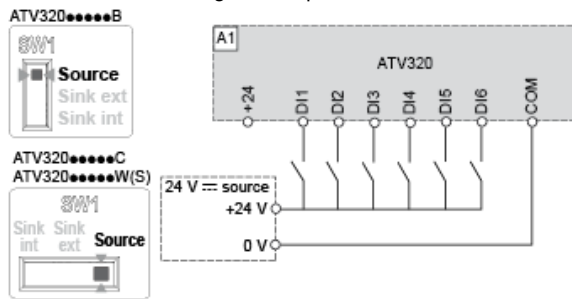 ATV320●●●●●B
SW1
Source
Sink ext
Sink int
ATV320●●●●●C
ATV320●●●●●W(S)
SW1
Sink int
Sink ext
Source
A1
ATV320
+24
DI1
DI2
DI3
DI4
DI5
DI6
COM
24 V ⎓ source
+24 V
0 V